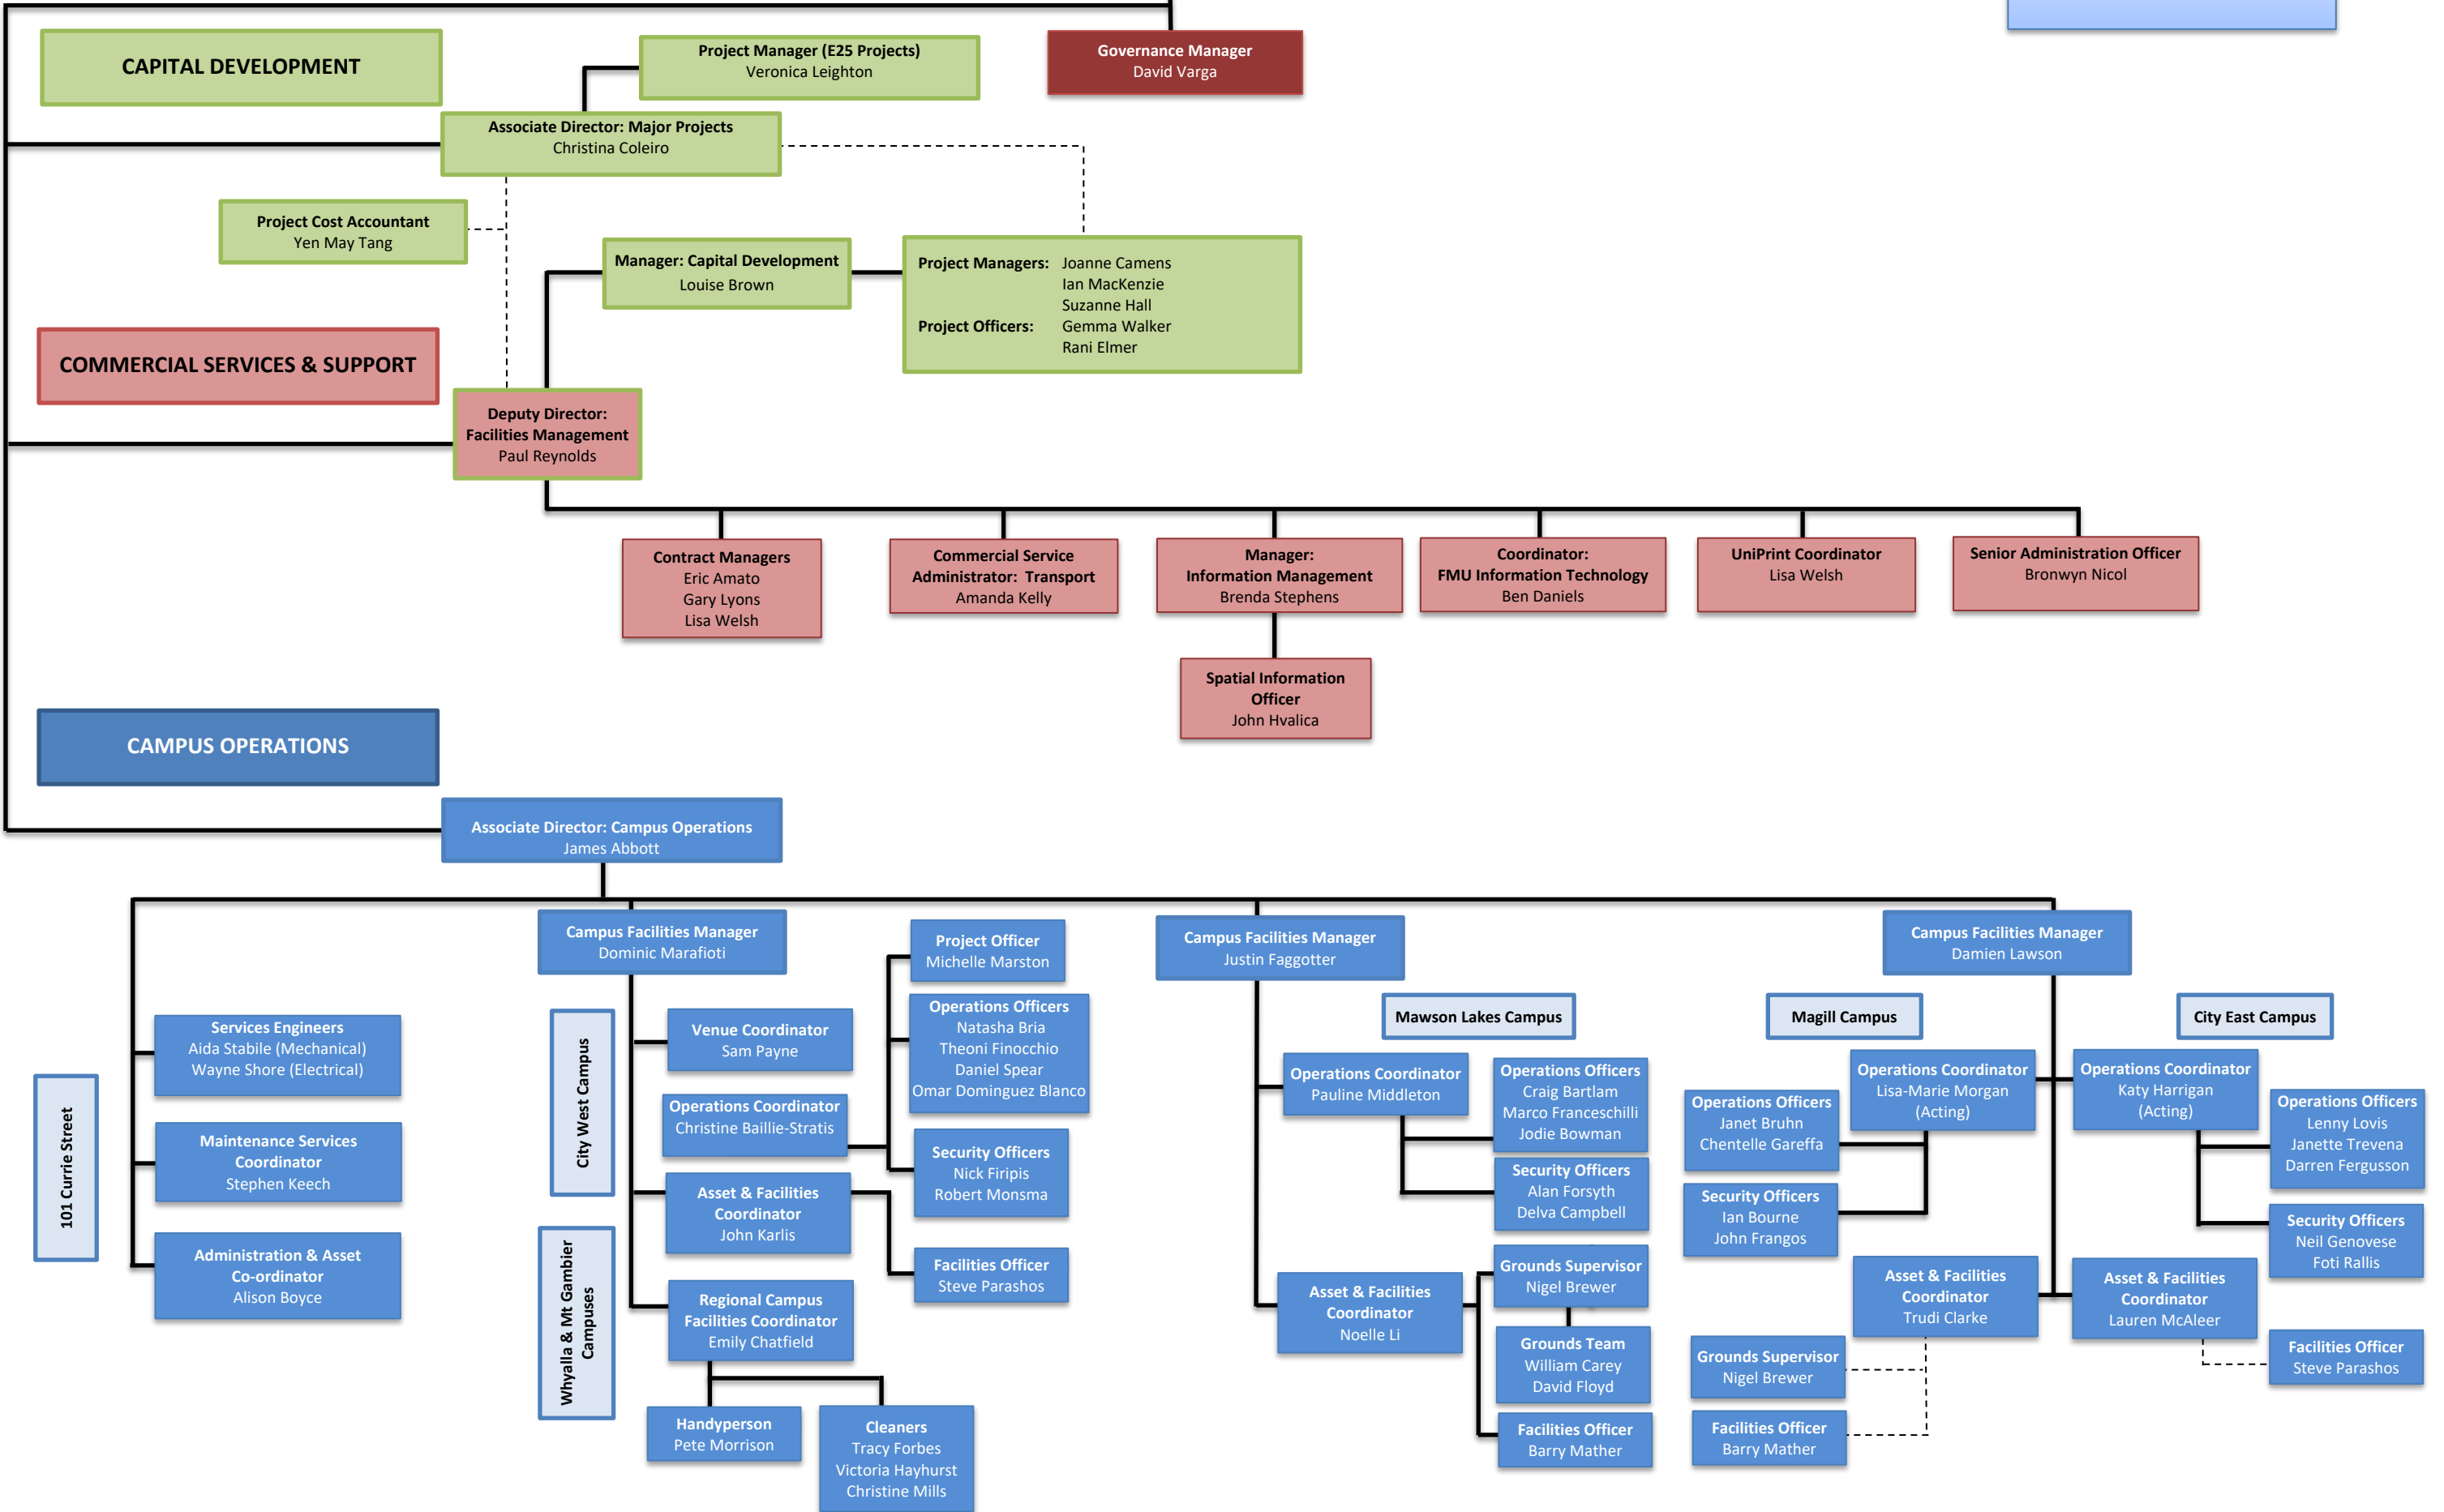 CAPITAL DEVELOPMENT
Project Manager (E25 Projects)
Veronica Leighton
Governance Manager
David Varga
Associate Director: Major Projects
Christina Coleiro
Project Cost Accountant
Yen May Tang
Manager: Capital Development
Louise Brown
Project Managers: Joanne Camens
Ian MacKenzie
Suzanne Hall
Project Officers: Gemma Walker
Rani Elmer
COMMERCIAL SERVICES & SUPPORT
Deputy Director:
Facilities Management
Paul Reynolds
Contract Managers
Eric Amato
Gary Lyons
Lisa Welsh
Commercial Service
Administrator: Transport
Amanda Kelly
Manager:
Information Management
Brenda Stephens
Coordinator:
FMU Information Technology
Ben Daniels
UniPrint Coordinator
Lisa Welsh
Senior Administration Officer
Bronwyn Nicol
Spatial Information
Officer
John Hvalica
CAMPUS OPERATIONS
Associate Director: Campus Operations
James Abbott
101 Currie Street
Services Engineers
Aida Stabile (Mechanical)
Wayne Shore (Electrical)
Maintenance Services
Coordinator
Stephen Keech
Administration & Asset
Co-ordinator
Alison Boyce
Campus Facilities Manager
Dominic Marafioti
City West Campus
Venue Coordinator
Sam Payne
Operations Coordinator
Christine Baillie-Stratis
Project Officer
Michelle Marston
Operations Officers
Natasha Bria
Theoni Finocchio
Daniel Spear
Omar Dominguez Blanco
Security Officers
Nick Firipis
Robert Monsma
Asset & Facilities
Coordinator
John Karlis
Facilities Officer
Steve Parashos
Whyalla & Mt Gambier
Campuses
Regional Campus
Facilities Coordinator
Emily Chatfield
Handyperson
Pete Morrison
Cleaners
Tracy Forbes
Victoria Hayhurst
Christine Mills
Campus Facilities Manager
Justin Faggotter
Mawson Lakes Campus
Operations Coordinator
Pauline Middleton
Operations Officers
Craig Bartlam
Marco Franceschilli
Jodie Bowman
Security Officers
Alan Forsyth
Delva Campbell
Asset & Facilities
Coordinator
Noelle Li
Grounds Supervisor
Nigel Brewer
Grounds Team
William Carey
David Floyd
Facilities Officer
Barry Mather
Campus Facilities Manager
Damien Lawson
Magill Campus
Operations Coordinator
Lisa-Marie Morgan
(Acting)
Operations Officers
Janet Bruhn
Chentelle Gareffa
Security Officers
Ian Bourne
John Frangos
Asset & Facilities
Coordinator
Trudi Clarke
Grounds Supervisor
Nigel Brewer
Facilities Officer
Barry Mather
City East Campus
Operations Coordinator
Katy Harrigan
(Acting)
Operations Officers
Lenny Lovis
Janette Trevena
Darren Fergusson
Security Officers
Neil Genovese
Foti Rallis
Asset & Facilities
Coordinator
Lauren McAleer
Facilities Officer
Steve Parashos